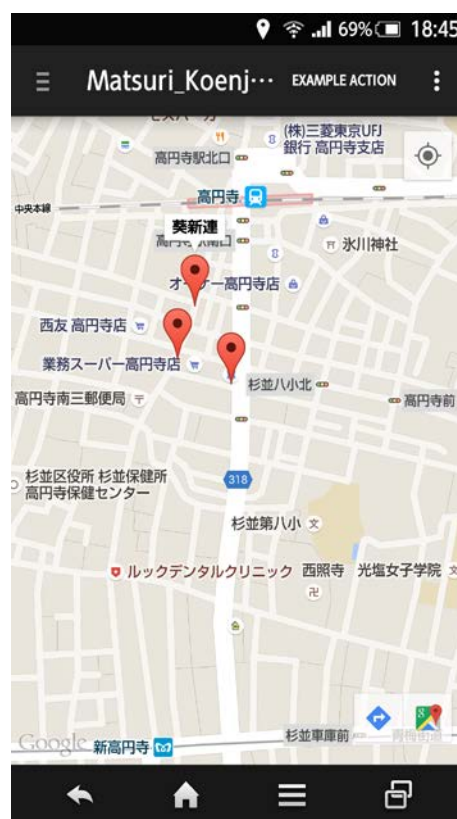 69% 18:45
Matsuri_Koenj… EXAMPLE ACTION
(株)三菱東京UFJ
銀行 高円寺支店
高円寺駅北口
高円寺
中央本線
葵新連
氷川神社
オーケー高円寺店
西友 高円寺店
業務スーパー高円寺店
杉並八小北
高円寺南三郵便局
高円寺前
杉並区役所 杉並保健所
高円寺保健センター
318
杉並第八小
ルックデンタルクリニック
西照寺
光塩女子学院
杉並車庫前
Google
新高円寺